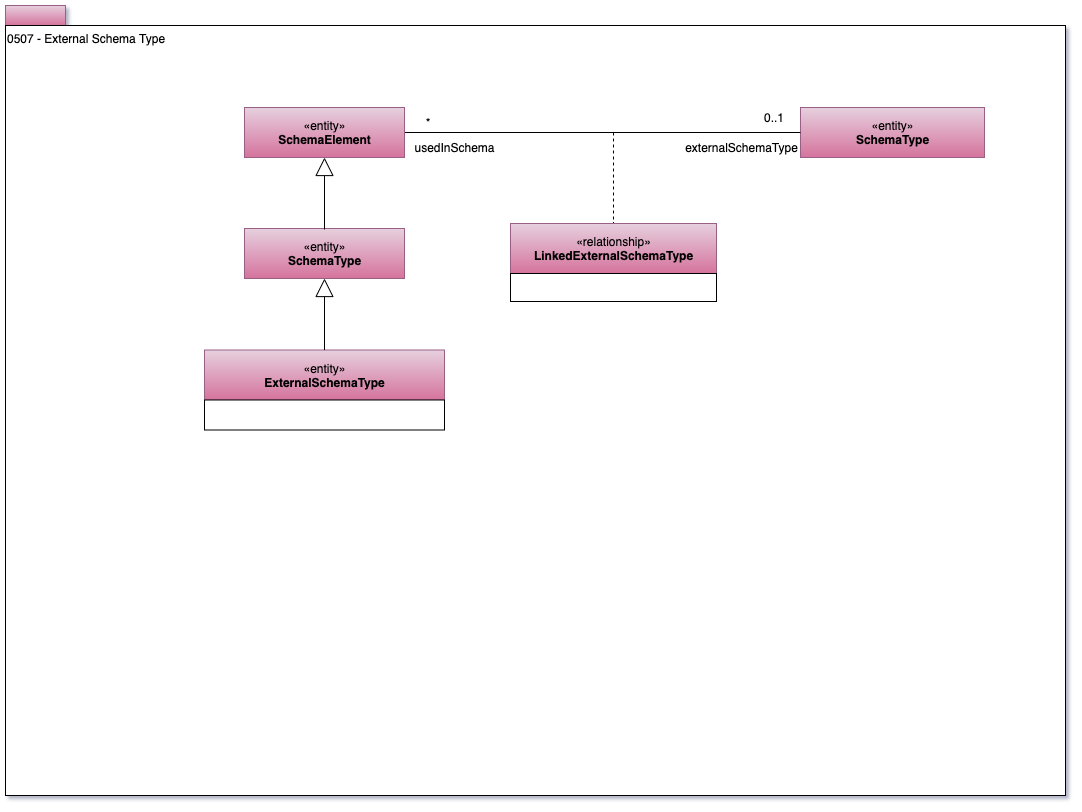 0507 - External Schema Type
«entity»
SchemaElement
*
usedInSchema
0..1
externalSchemaType
«entity»
SchemaType
«entity»
SchemaType
«relationship»
LinkedExternalSchemaType
«entity»
ExternalSchemaType